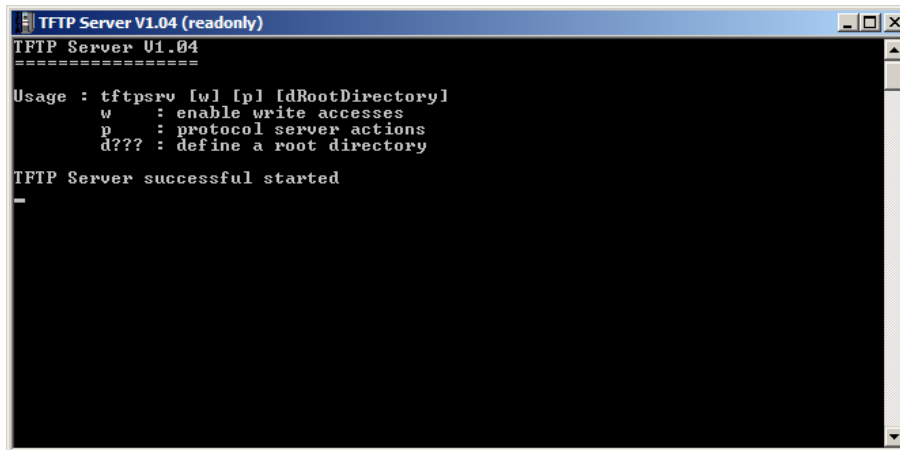 TFTP Server V1.04 (readonly)
TFTP Server V1.04
=================
Usage : tftpsrv [w] [p] [dRootDirectory]
w : enable write accesses
p : protocol server actions
d??? : define a root directory
TFTP Server successful started